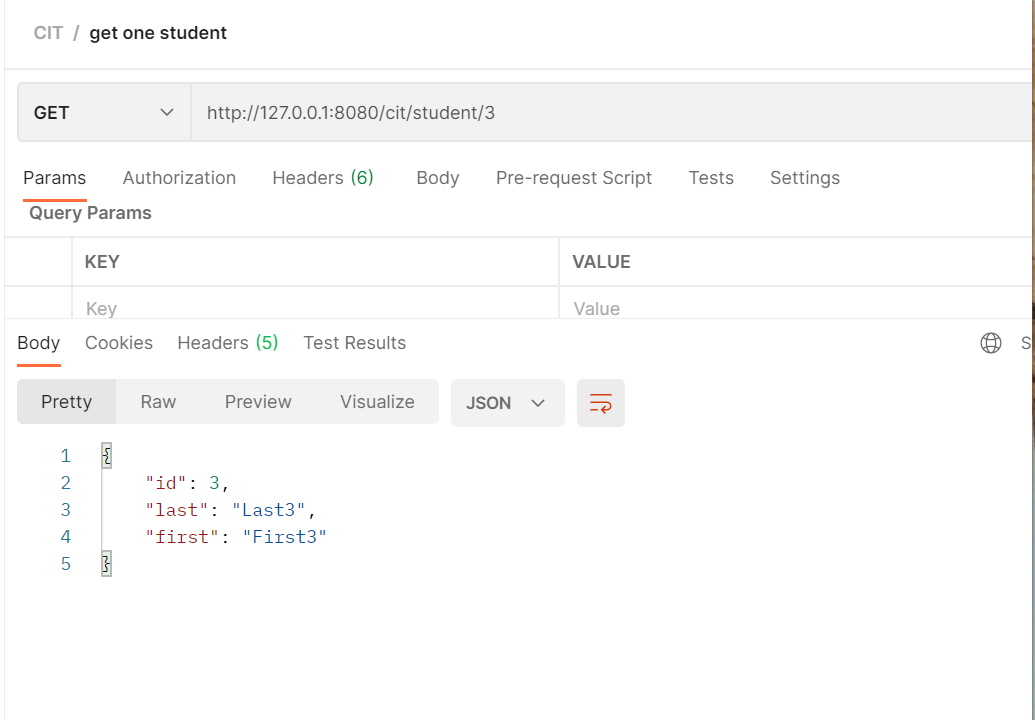 CIT / get one student
GET http://127.0.0.1:8080/cit/student/3
Params Authorization Headers (6) Body Pre-request Script Tests Settings
Query Params
KEY VALUE
Key Value
Body Cookies Headers (5) Test Results S
Pretty Raw Preview Visualize JSON
1 {
2 "id": 3,
3 "last": "Last3",
4 "first": "First3"
5 }